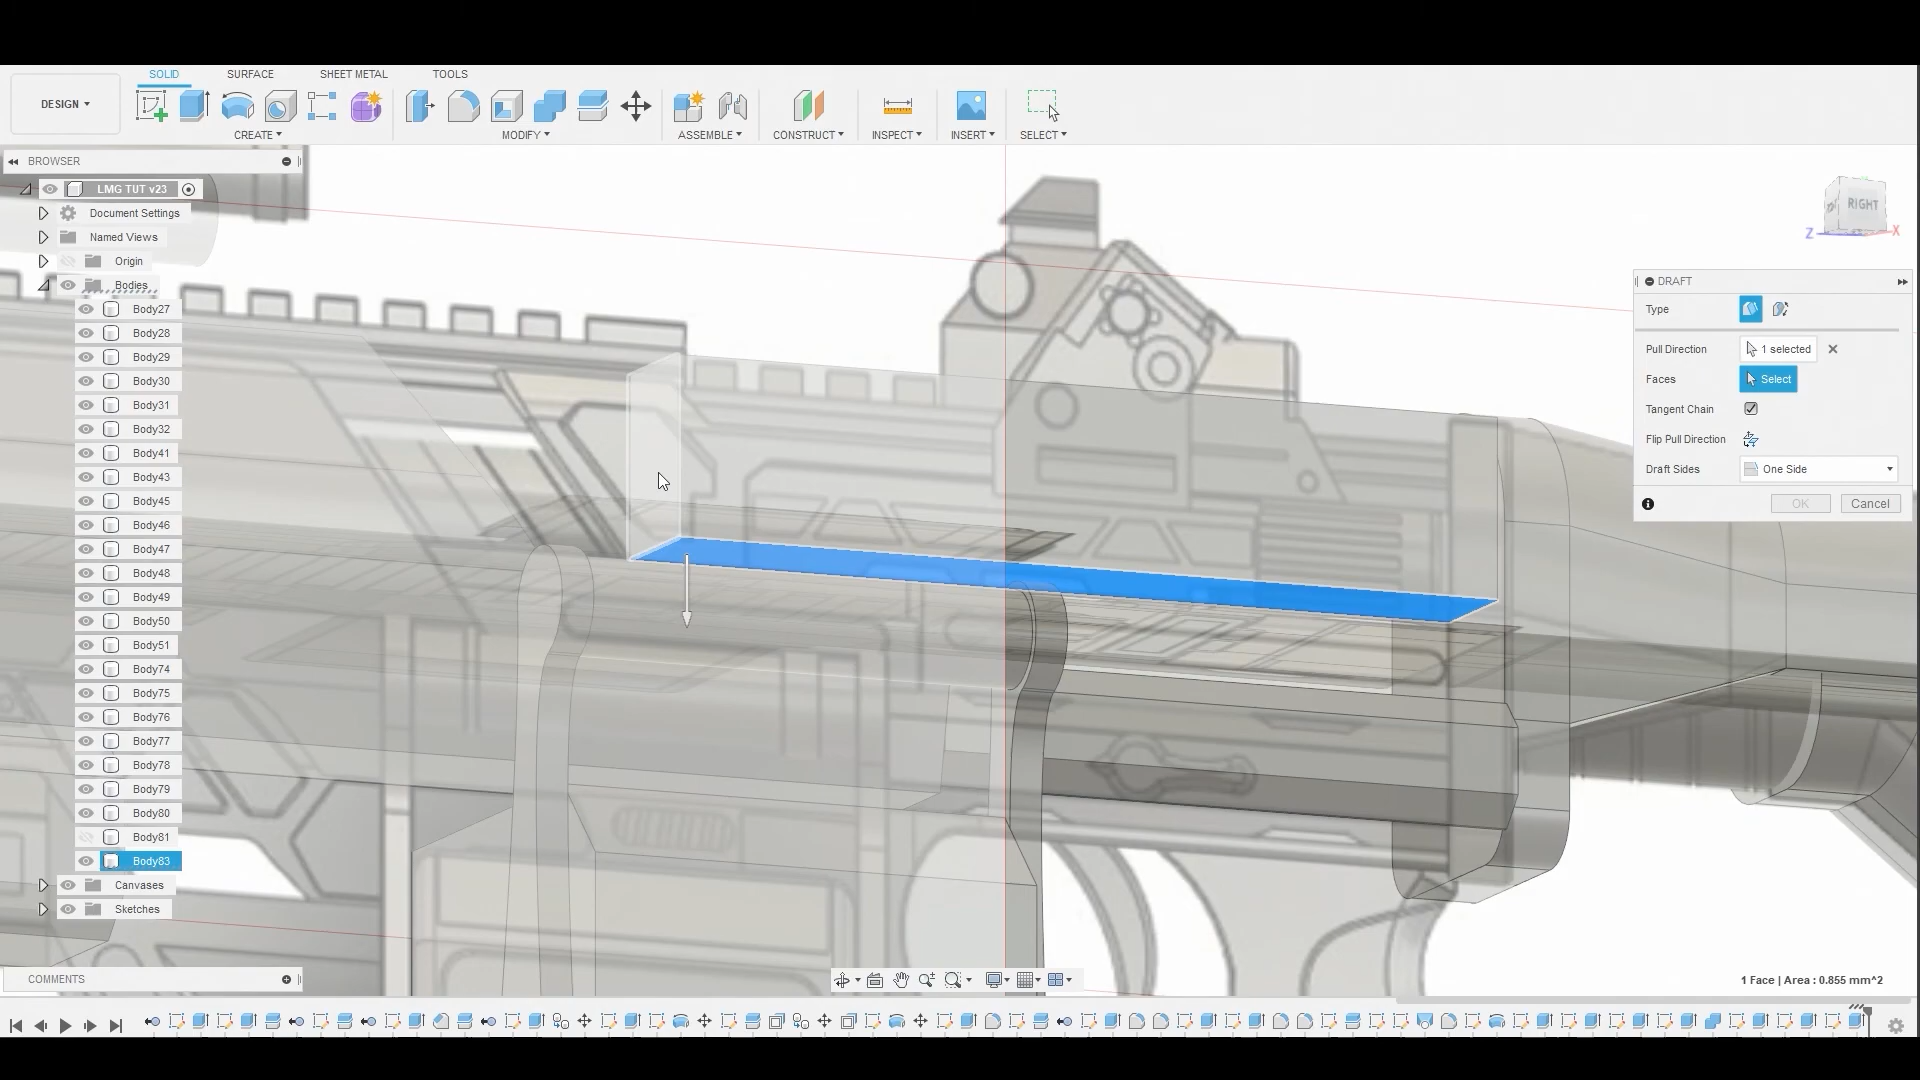 SOLID SURFACE SHEET METAL TOOLS
DESIGN
CREATE MODIFY ASSEMBLE CONSTRUCT INSPECT INSERT SELECT
BROWSER
LMG TUT v23
Document Settings
Named Views
Origin
Bodies
Body27
Body28
Body29
Body30
Body31
Body32
Body41
Body43
Body45
Body46
Body47
Body48
Body49
Body50
Body51
Body74
Body75
Body76
Body77
Body78
Body79
Body80
Body81
Body83
Canvases
Sketches
COMMENTS
RIGHT
Z X
DRAFT
Type
Pull Direction 1 selected
Faces Select
Tangent Chain
Flip Pull Direction
Draft Sides One Side
OK Cancel
1 Face | Area : 0.855 mm^2